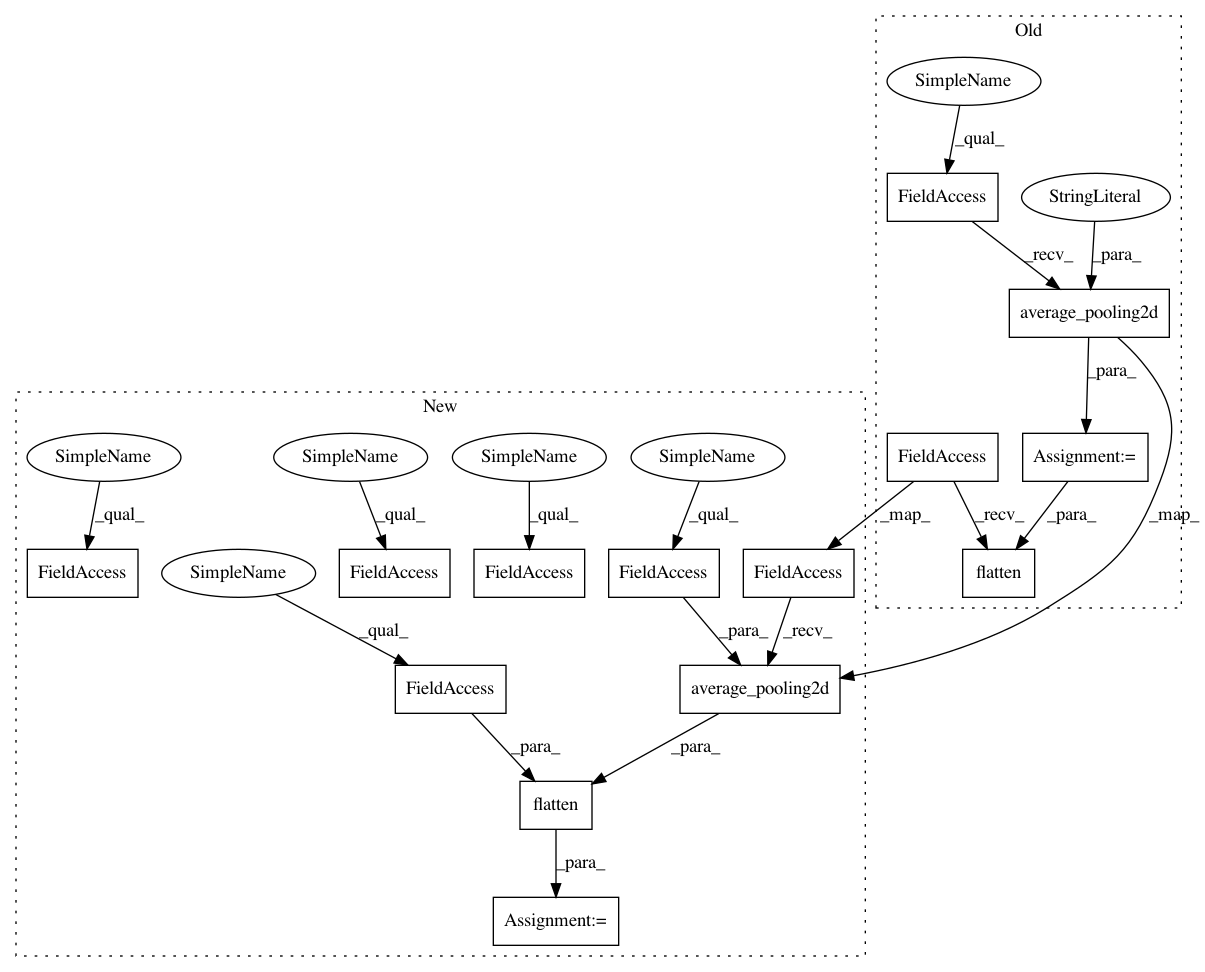 Old
SimpleName
_qual_
FieldAccess
StringLiteral
_recv_
_para_
average_pooling2d
_para_
New
SimpleName
SimpleName
SimpleName
SimpleName
FieldAccess
Assignment:=
_qual_
_qual_
_qual_
_qual_
_map_
_recv_
_para_
_map_
FieldAccess
SimpleName
FieldAccess
FieldAccess
FieldAccess
FieldAccess
flatten
_qual_
_para_
_recv_
FieldAccess
average_pooling2d
_para_
_para_
flatten
_para_
Assignment:=